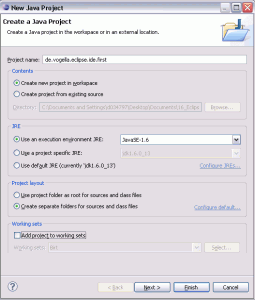 New Java Project
Create a Java Project
Create a Java project in the workspace or in an external location.
Project name: de.vogella.eclipse.ide.first
Contents
Create new project in workspace
Create project from existing source
Directory:
Browse...
JRE
Use an execution environment JRE: JavaSE-1.6
Use a project specific JRE: jdk1.6.0_13
Use default JRE (currently 'jdk1.6.0_13') Configure JREs...
Project layout
Use project folder as root for sources and class files
Create separate folders for sources and class files Configure default...
Working sets
Add project to working sets
Working sets:
Select...
< Back Next > Finish Cancel